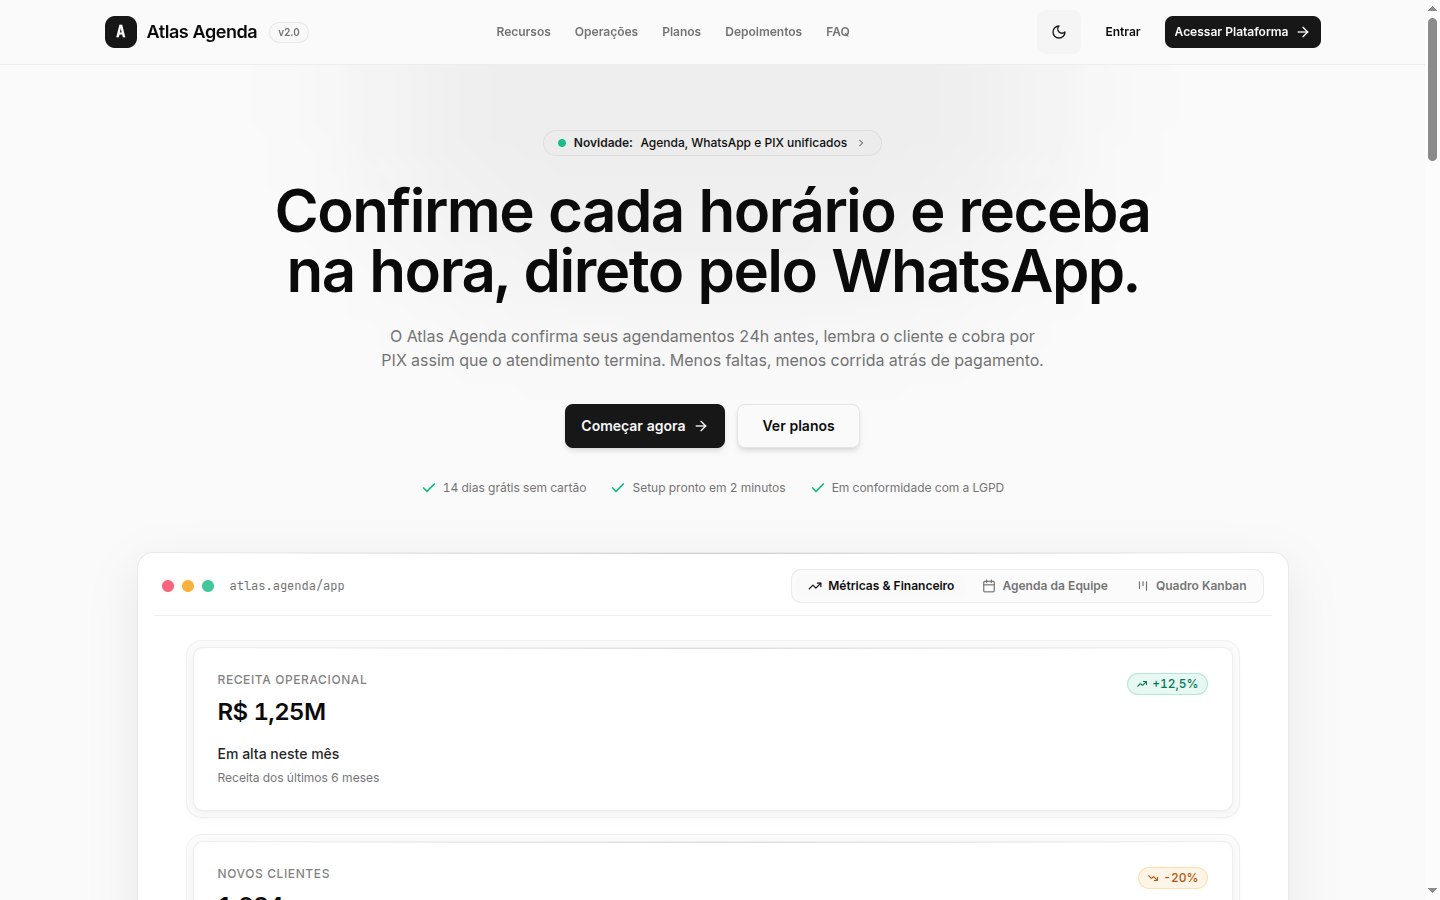 A Atlas Agenda v2.0 Recursos Operações Planos Depoimentos FAQ Entrar Acessar Plataforma
Novidade: Agenda, WhatsApp e PIX unificados
Confirme cada horário e receba
na hora, direto pelo WhatsApp.
O Atlas Agenda confirma seus agendamentos 24h antes, lembra o cliente e cobra por
PIX assim que o atendimento termina. Menos faltas, menos corrida atrás de pagamento.
Começar agora Ver planos
14 dias grátis sem cartão Setup pronto em 2 minutos Em conformidade com a LGPD
atlas.agenda/app Métricas & Financeiro Agenda da Equipe Quadro Kanban
RECEITA OPERACIONAL +12,5%
R$ 1,25M
Em alta neste mês
Receita dos últimos 6 meses
NOVOS CLIENTES -20%